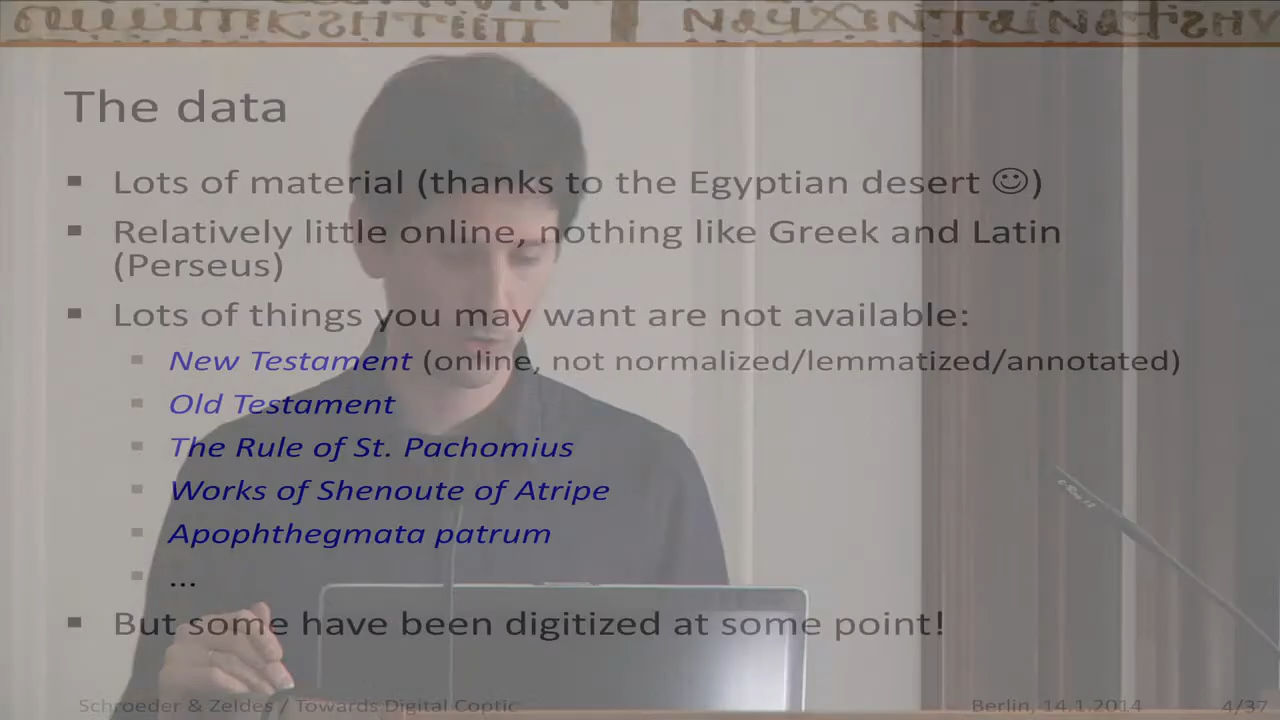 The data
Lots of material (thanks to the Egyptian desert ☺)
Relatively little online, nothing like Greek and Latin
(Perseus)
Lots of things you may want are not available:
New Testament (online, not normalized/lemmatized/annotated)
Old Testament
The Rule of St. Pachomius
Works of Shenoute of Atripe
Apophthegmata patrum
...
But some have been digitized at some point!
Schroeder & Zeldes / Towards Digital Coptic
Berlin, 14.1.2014
4/37